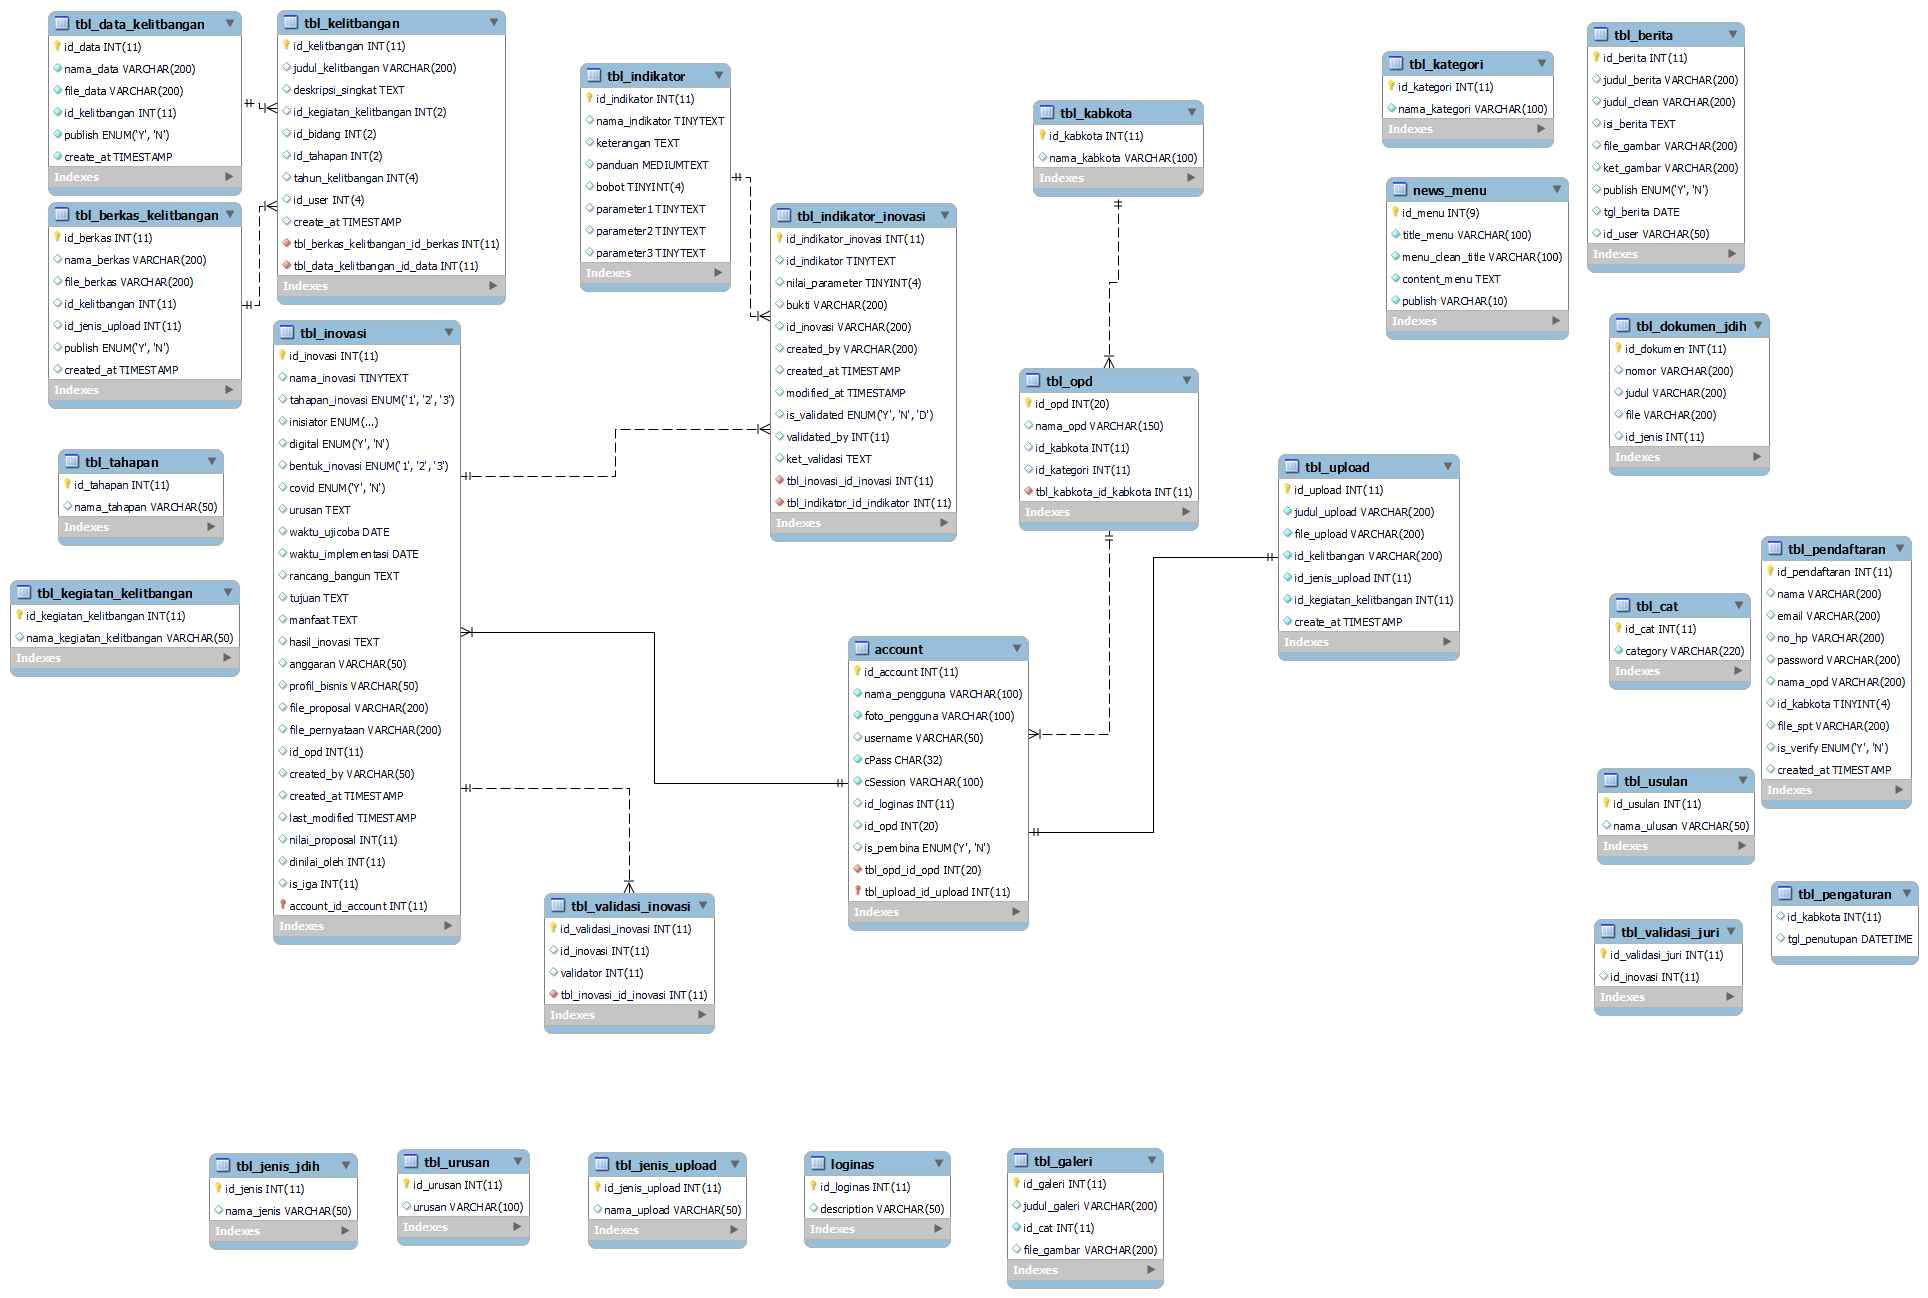 tbl_data_kelitbangan
id_data INT(11)
nama_data VARCHAR(200)
file_data VARCHAR(200)
id_kelitbangan INT(11)
publish ENUM('Y', 'N')
create_at TIMESTAMP
Indexes
tbl_berkas_kelitbangan
id_berkas INT(11)
nama_berkas VARCHAR(200)
file_berkas VARCHAR(200)
id_kelitbangan INT(11)
id_jenis_upload INT(11)
publish ENUM('Y', 'N')
created_at TIMESTAMP
Indexes
tbl_kelitbangan
id_kelitbangan INT(11)
judul_kelitbangan VARCHAR(200)
deskripsi_singkat TEXT
id_kegiatan_kelitbangan INT(2)
id_bidang INT(2)
id_tahapan INT(2)
tahun_kelitbangan INT(4)
id_user INT(4)
create_at TIMESTAMP
tbl_berkas_kelitbangan_id_berkas INT(11)
tbl_data_kelitbangan_id_data INT(11)
Indexes
tbl_tahapan
id_tahapan INT(11)
nama_tahapan VARCHAR(50)
Indexes
tbl_kegiatan_kelitbangan
id_kegiatan_kelitbangan INT(11)
nama_kegiatan_kelitbangan VARCHAR(50)
Indexes
tbl_inovasi
id_inovasi INT(11)
nama_inovasi TINYTEXT
tahapan_inovasi ENUM('1', '2', '3')
inisiator ENUM(...)
digital ENUM('Y', 'N')
bentuk_inovasi ENUM('1', '2', '3')
covid ENUM('Y', 'N')
urusan TEXT
waktu_ujicoba DATE
waktu_implementasi DATE
rancang_bangun TEXT
tujuan TEXT
manfaat TEXT
hasil_inovasi TEXT
anggaran VARCHAR(50)
profil_bisnis VARCHAR(50)
file_proposal VARCHAR(200)
file_pernyataan VARCHAR(200)
id_opd INT(11)
created_by VARCHAR(50)
created_at TIMESTAMP
last_modified TIMESTAMP
nilai_proposal INT(11)
dinilai_oleh INT(11)
is_iga INT(11)
account_id_account INT(11)
Indexes
tbl_indikator
id_indikator INT(11)
nama_indikator TINYTEXT
keterangan TEXT
panduan MEDIUMTEXT
bobot TINYINT(4)
parameter1 TINYTEXT
parameter2 TINYTEXT
parameter3 TINYTEXT
Indexes
tbl_indikator_inovasi
id_indikator_inovasi INT(11)
id_indikator TINYTEXT
nilai_parameter TINYINT(4)
bukti VARCHAR(200)
id_inovasi VARCHAR(200)
created_by VARCHAR(200)
created_at TIMESTAMP
modified_at TIMESTAMP
is_validated ENUM('Y', 'N', 'D')
validated_by INT(11)
ket_validasi TEXT
tbl_inovasi_id_inovasi INT(11)
tbl_indikator_id_indikator INT(11)
Indexes
tbl_validasi_inovasi
id_validasi_inovasi INT(11)
id_inovasi INT(11)
validator INT(11)
tbl_inovasi_id_inovasi INT(11)
Indexes
account
id_account INT(11)
nama_pengguna VARCHAR(100)
foto_pengguna VARCHAR(100)
username VARCHAR(50)
cPass CHAR(32)
cSession VARCHAR(100)
id_loginas INT(11)
id_opd INT(20)
is_pembina ENUM('Y', 'N')
tbl_opd_id_opd INT(20)
tbl_upload_id_upload INT(11)
Indexes
tbl_kabkota
id_kabkota INT(11)
nama_kabkota VARCHAR(100)
Indexes
tbl_opd
id_opd INT(20)
nama_opd VARCHAR(150)
id_kabkota INT(11)
id_kategori INT(11)
tbl_kabkota_id_kabkota INT(11)
Indexes
tbl_upload
id_upload INT(11)
judul_upload VARCHAR(200)
file_upload VARCHAR(200)
id_kelitbangan VARCHAR(200)
id_jenis_upload INT(11)
id_kegiatan_kelitbangan INT(11)
create_at TIMESTAMP
Indexes
tbl_kategori
id_kategori INT(11)
nama_kategori VARCHAR(100)
Indexes
news_menu
id_menu INT(9)
title_menu VARCHAR(100)
menu_clean_title VARCHAR(100)
content_menu TEXT
publish VARCHAR(10)
Indexes
tbl_berita
id_berita INT(11)
judul_berita VARCHAR(200)
judul_clean VARCHAR(200)
isi_berita TEXT
file_gambar VARCHAR(200)
ket_gambar VARCHAR(200)
publish ENUM('Y', 'N')
tgl_berita DATE
id_user VARCHAR(50)
Indexes
tbl_dokumen_jdih
id_dokumen INT(11)
nomor VARCHAR(200)
judul VARCHAR(200)
file VARCHAR(200)
id_jenis INT(11)
Indexes
tbl_cat
id_cat INT(11)
category VARCHAR(220)
Indexes
tbl_pendaftaran
id_pendaftaran INT(11)
nama VARCHAR(200)
email VARCHAR(200)
no_hp VARCHAR(200)
password VARCHAR(200)
nama_opd VARCHAR(200)
id_kabkota TINYINT(4)
file_spt VARCHAR(200)
is_verify ENUM('Y', 'N')
created_at TIMESTAMP
Indexes
tbl_usulan
id_usulan INT(11)
nama_ulusan VARCHAR(50)
Indexes
tbl_pengaturan
id_kabkota INT(11)
tgl_penutupan DATETIME
tbl_validasi_juri
id_validasi_juri INT(11)
id_inovasi INT(11)
Indexes
tbl_jenis_jdih
id_jenis INT(11)
nama_jenis VARCHAR(50)
Indexes
tbl_urusan
id_urusan INT(11)
urusan VARCHAR(100)
Indexes
tbl_jenis_upload
id_jenis_upload INT(11)
nama_upload VARCHAR(50)
Indexes
loginas
id_loginas INT(11)
description VARCHAR(50)
Indexes
tbl_galeri
id_galeri INT(11)
judul_galeri VARCHAR(200)
id_cat INT(11)
file_gambar VARCHAR(200)
Indexes